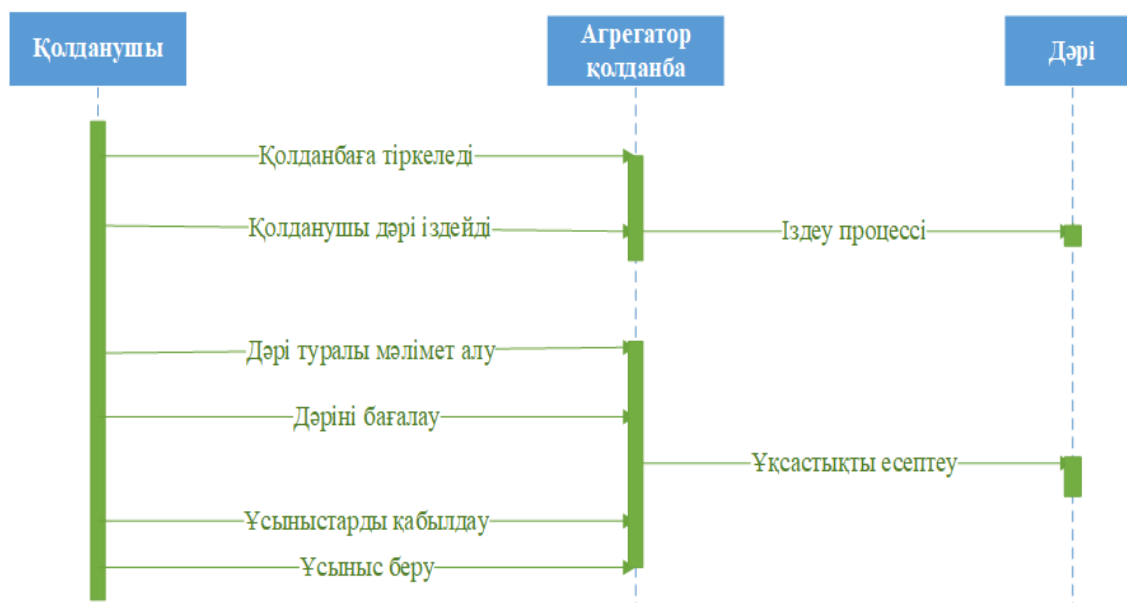 Қолданушы
Агрегатор
қолданба
Дәрі
Қолданбаға тіркеледі
Қолданушы дәрі іздейді
Іздеу процессі
Дәрі туралы мәлімет алу
Дәріні бағалау
Ұқсастықты есептеу
Ұсыныстарды қабылдау
Ұсыныс беру